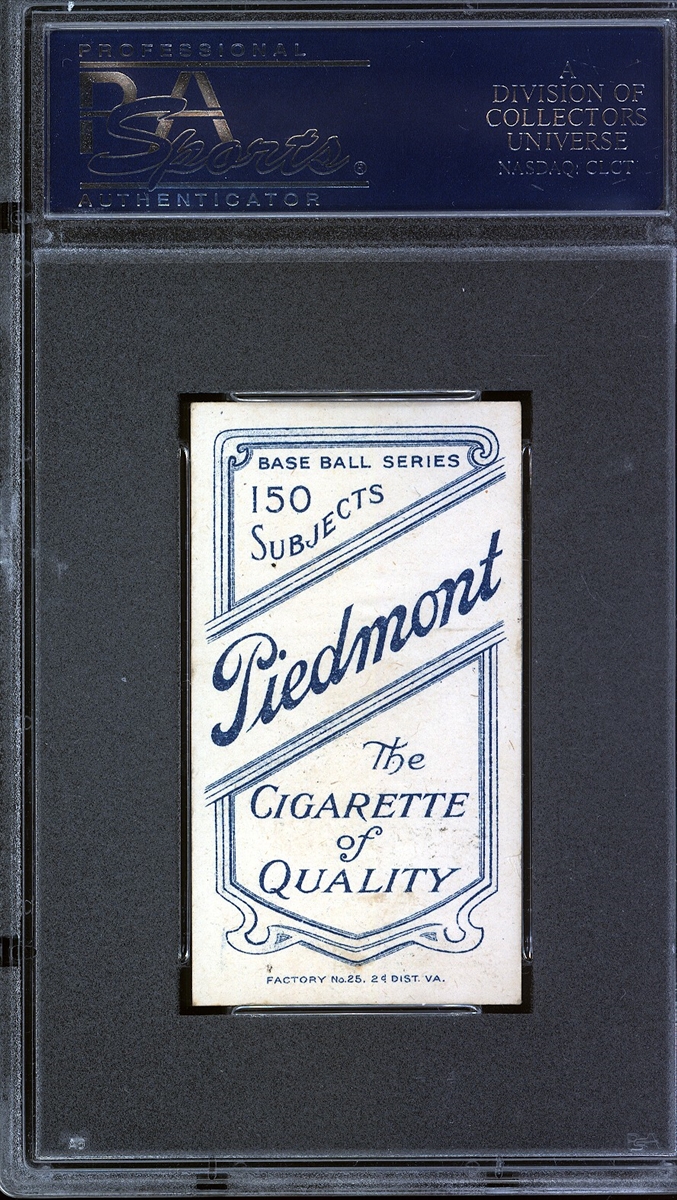 PROFESSIONAL
PSA
Sports®
AUTHENTICATOR
A
DIVISION OF
COLLECTORS
UNIVERSE
NASDAQ: CLCT
BASE BALL SERIES
150
SUBJECTS
Piedmont
The
CIGARETTE
of
QUALITY
FACTORY No. 25. 2d DIST. VA.